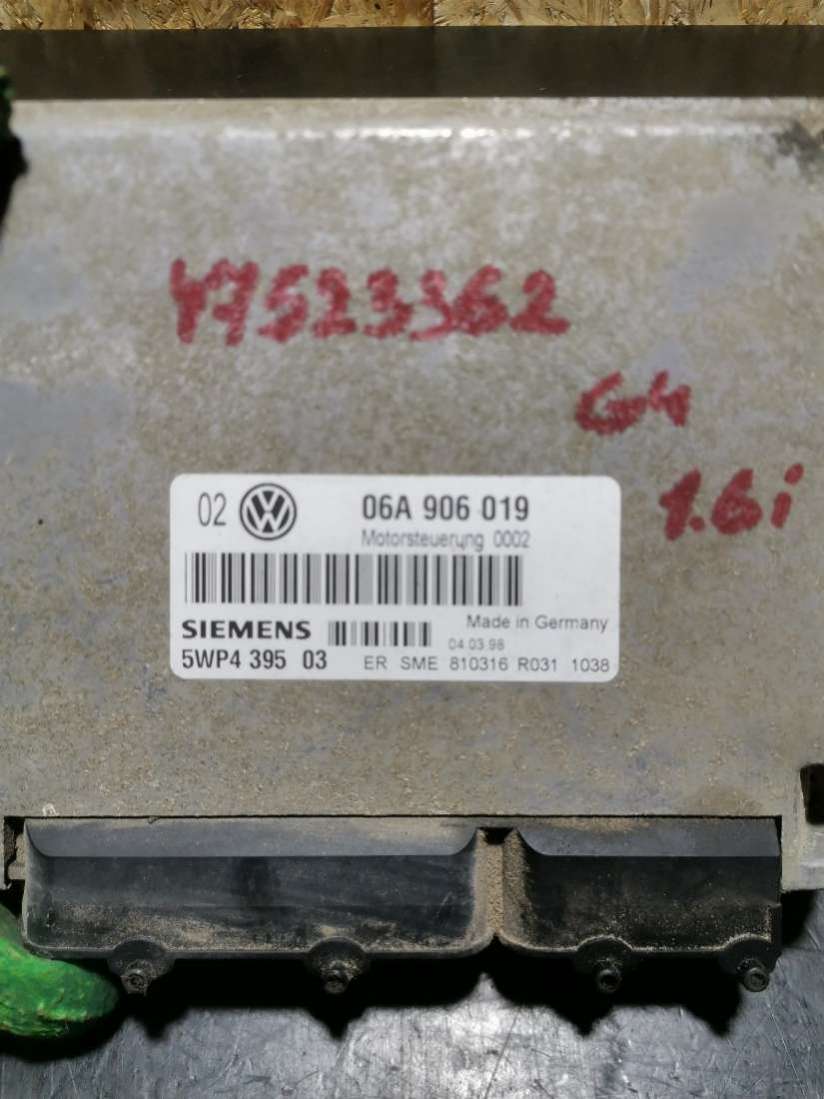 47523362
G4
1.6i
02 06A 906 019
Motorsteuerung 0002
SIEMENS
Made in Germany
04.03.98
5WP4 395 03 ER SME 810316 R031 1038